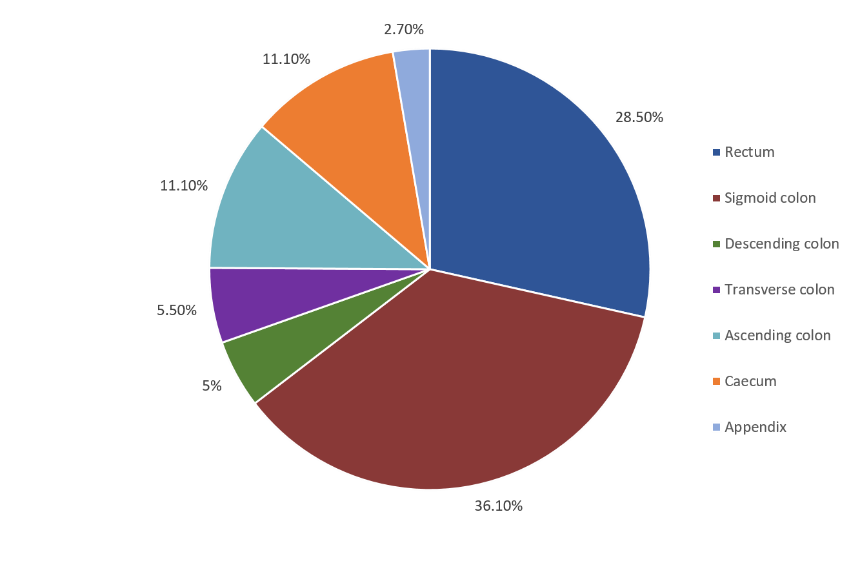 2.70%
11.10%
28.50%
11.10%
5.50%
5%
36.10%
Rectum
Sigmoid colon
Descending colon
Transverse colon
Ascending colon
Caecum
Appendix